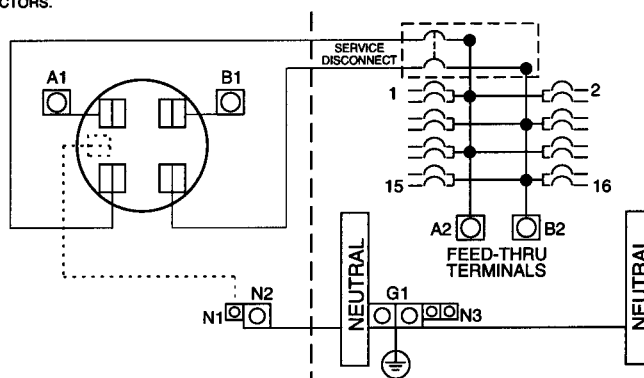 CTORS.
SERVICE
DISCONNECT
A1
B1
1
2
15
16
A2
B2
FEED-THRU
TERMINALS
NEUTRAL
N2
G1
N1
N3
NEUTRAL